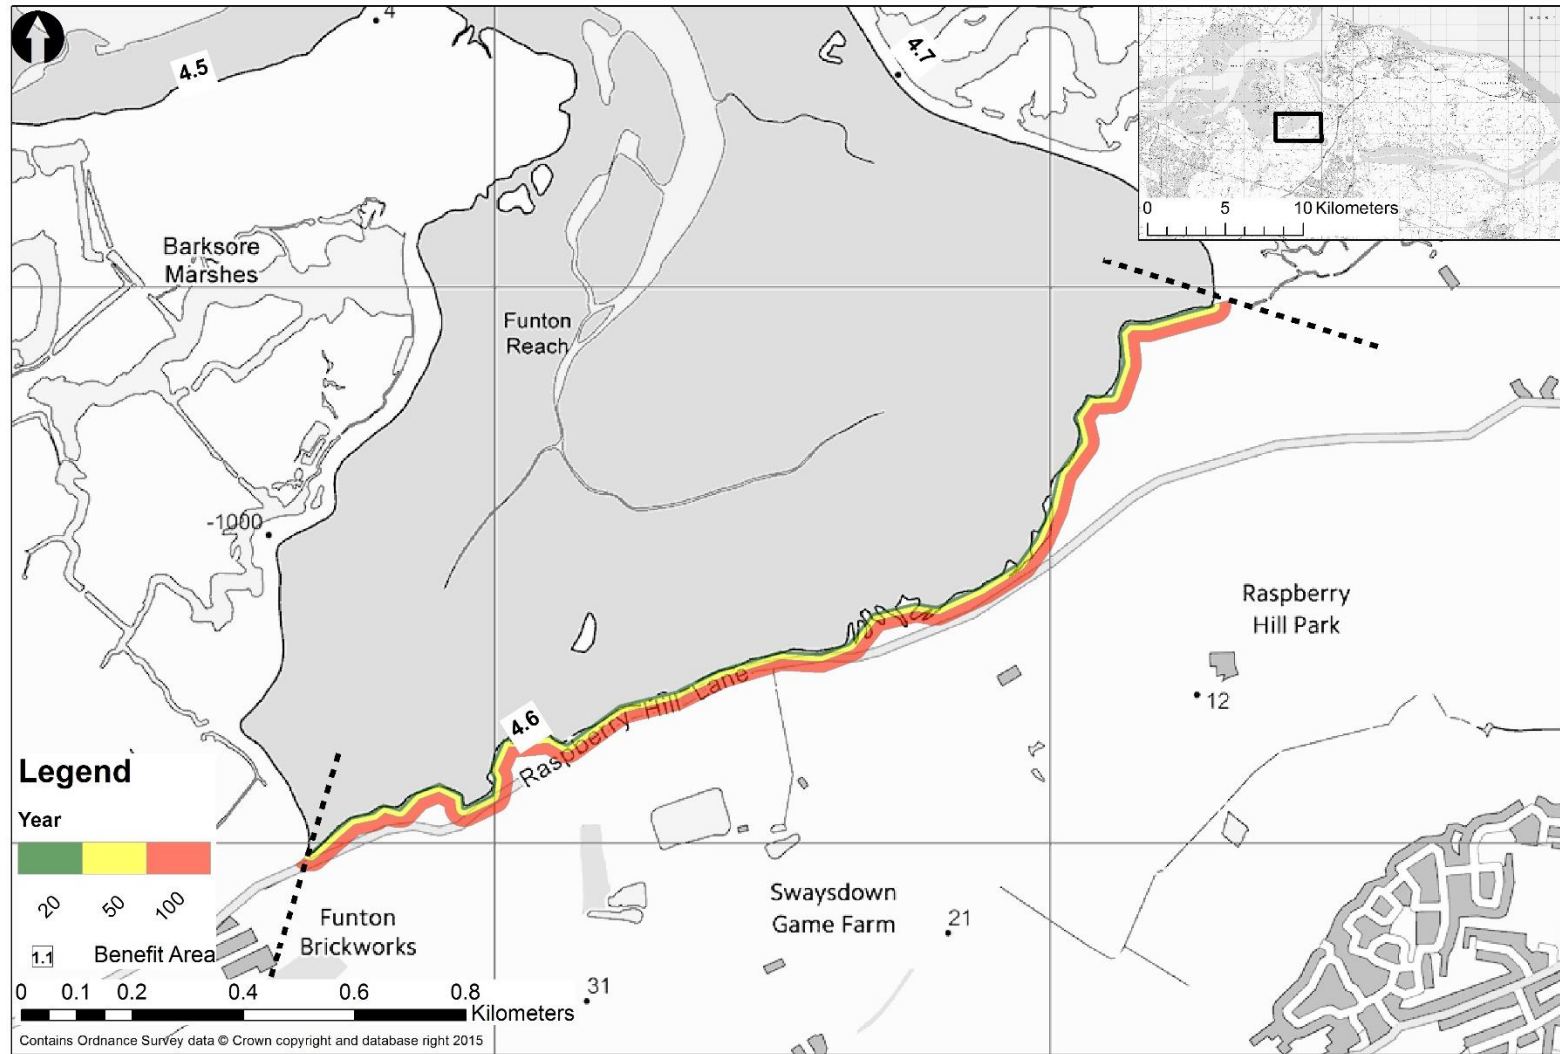 4
4.5
4.7
0 5 10 Kilometers
Barksore
Marshes
Funton
Reach
-1000
Raspberry
Hill Park
12
4.6
Raspberry Hill Lane
Legend
Year
20 50 100
1.1 Benefit Area
Funton
Brickworks
Swaysdown
Game Farm
21
31
0 0.1 0.2 0.4 0.6 0.8
Kilometers
Contains Ordnance Survey data © Crown copyright and database right 2015